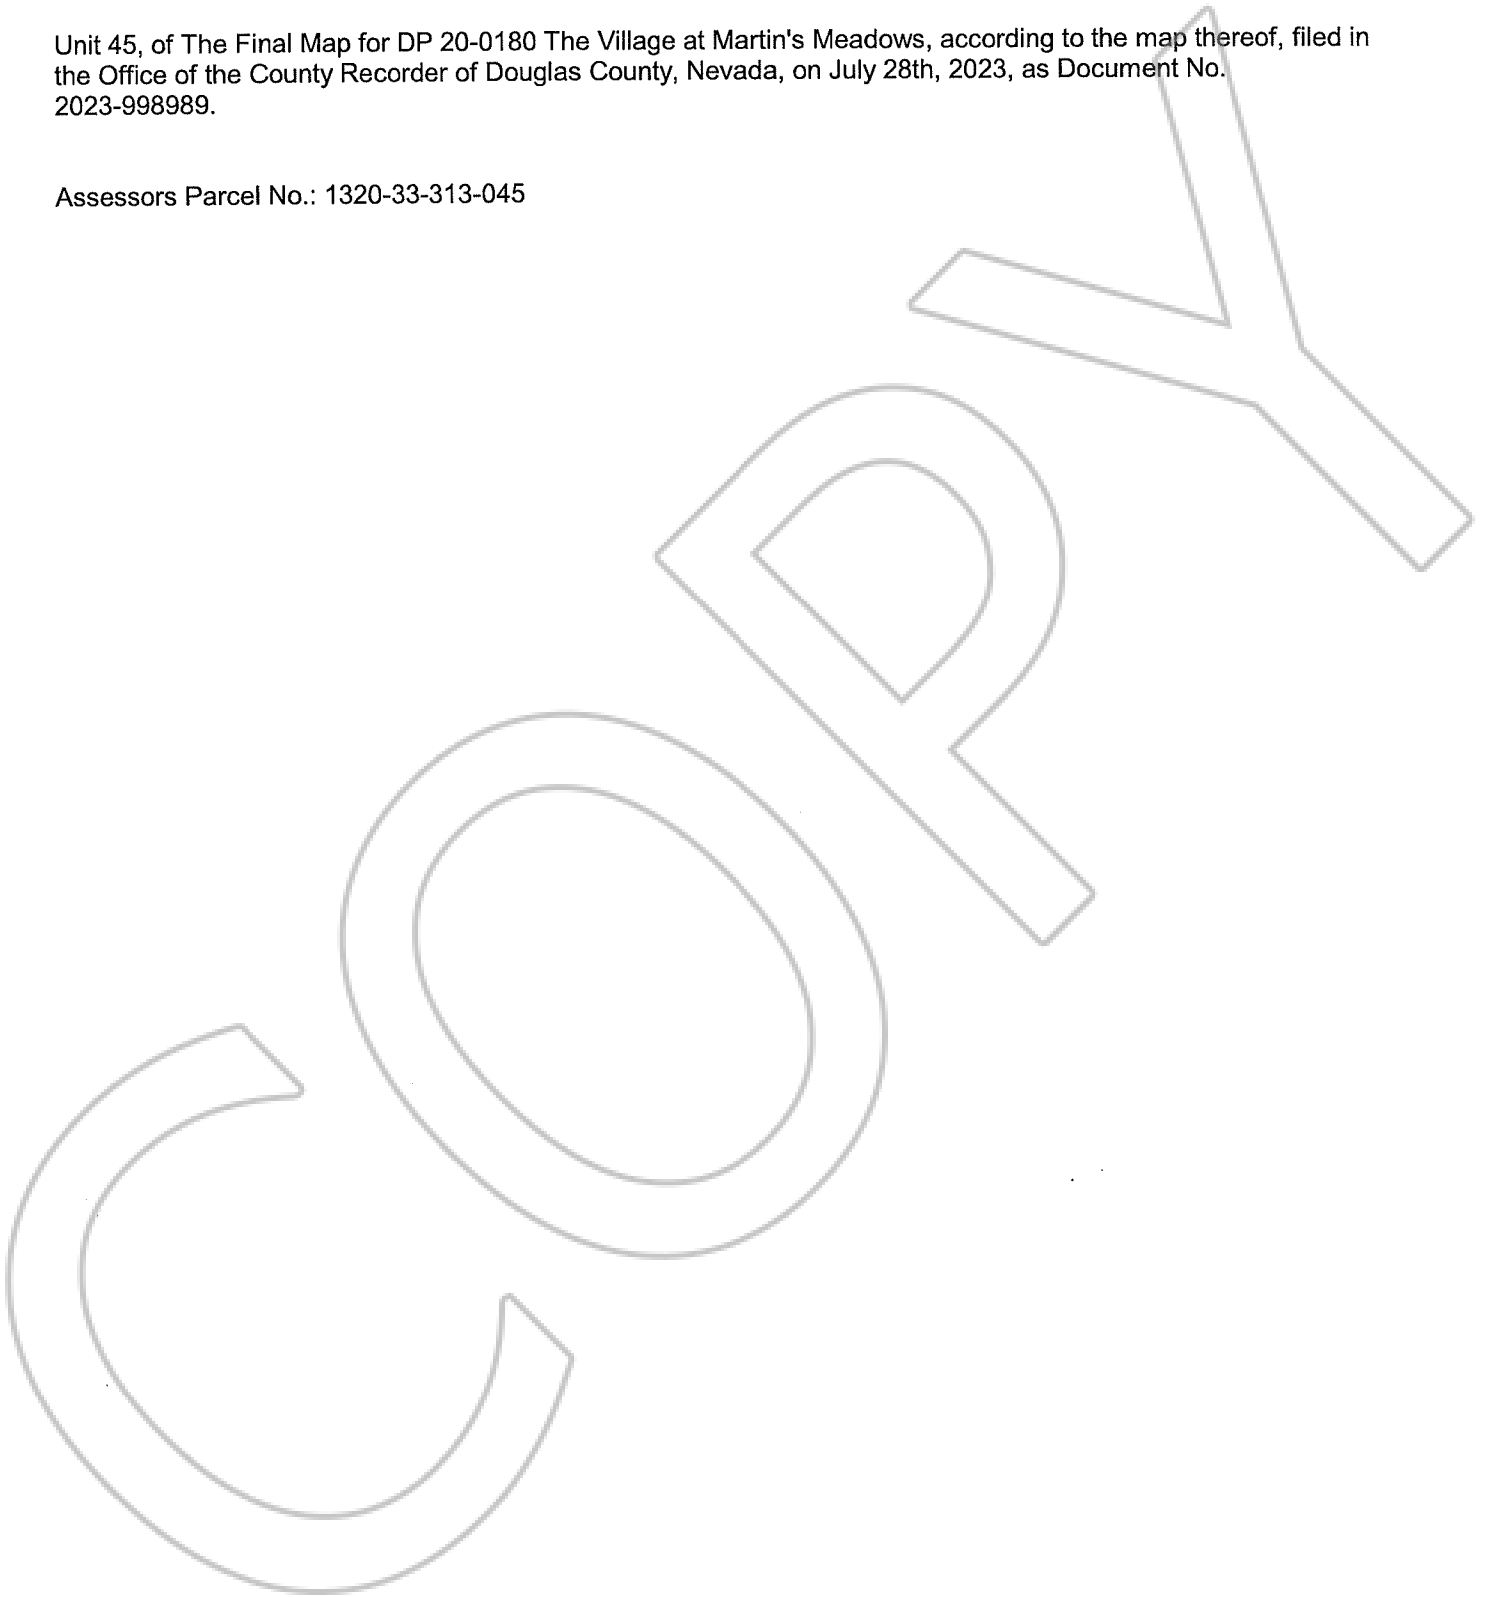 Unit 45, of The Final Map for DP 20-0180 The Village at Martin's Meadows, according to the map thereof, filed in
the Office of the County Recorder of Douglas County, Nevada, on July 28th, 2023, as Document No.
2023-998989.
Assessors Parcel No.: 1320-33-313-045
COPY